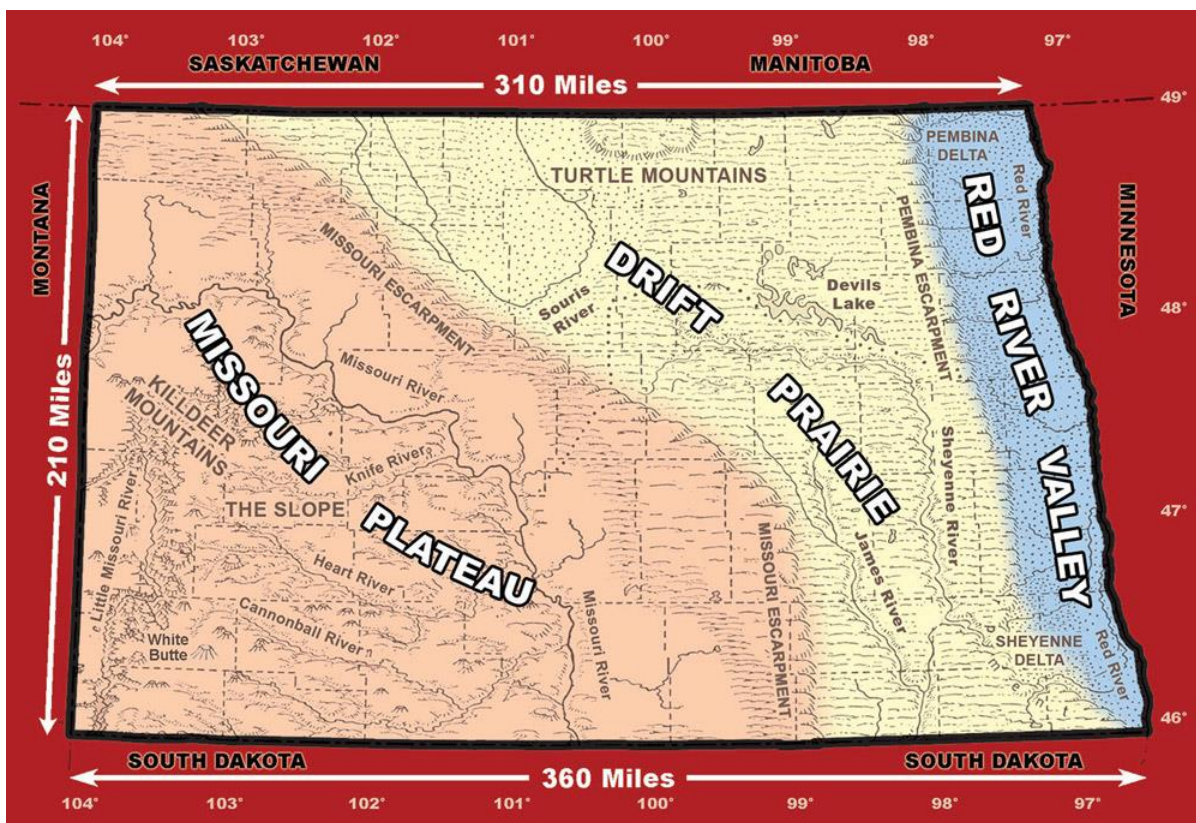 104° 103° 102° 101° 100° 99° 98° 97°
SASKATCHEWAN MANITOBA
310 Miles
49°
PEMBINA
DELTA
Red River
TURTLE MOUNTAINS
MONTANA
MINNESOTA
RED RIVER VALLEY
PEMBINA ESCARPMENT
MISSOURI ESCARPMENT
DRIFT PRAIRIE
Devils
Lake
Souris
River
48°
MISSOURI PLATEAU
Missouri River
KILLDEER
MOUNTAINS
210 Miles
Knife River
Sheyenne River
THE SLOPE
47°
Little Missouri River
Heart River
James River
MISSOURI ESCARPMENT
Cannonball River
Missouri River
White
Butte
SHEYENNE
DELTA
Red River
46°
SOUTH DAKOTA SOUTH DAKOTA
360 Miles
104° 103° 102° 101° 100° 99° 98° 97°